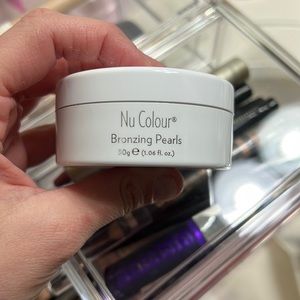 Nu Colour®
Bronzing Pearls
30g ℮ (1.06 fl. oz.)